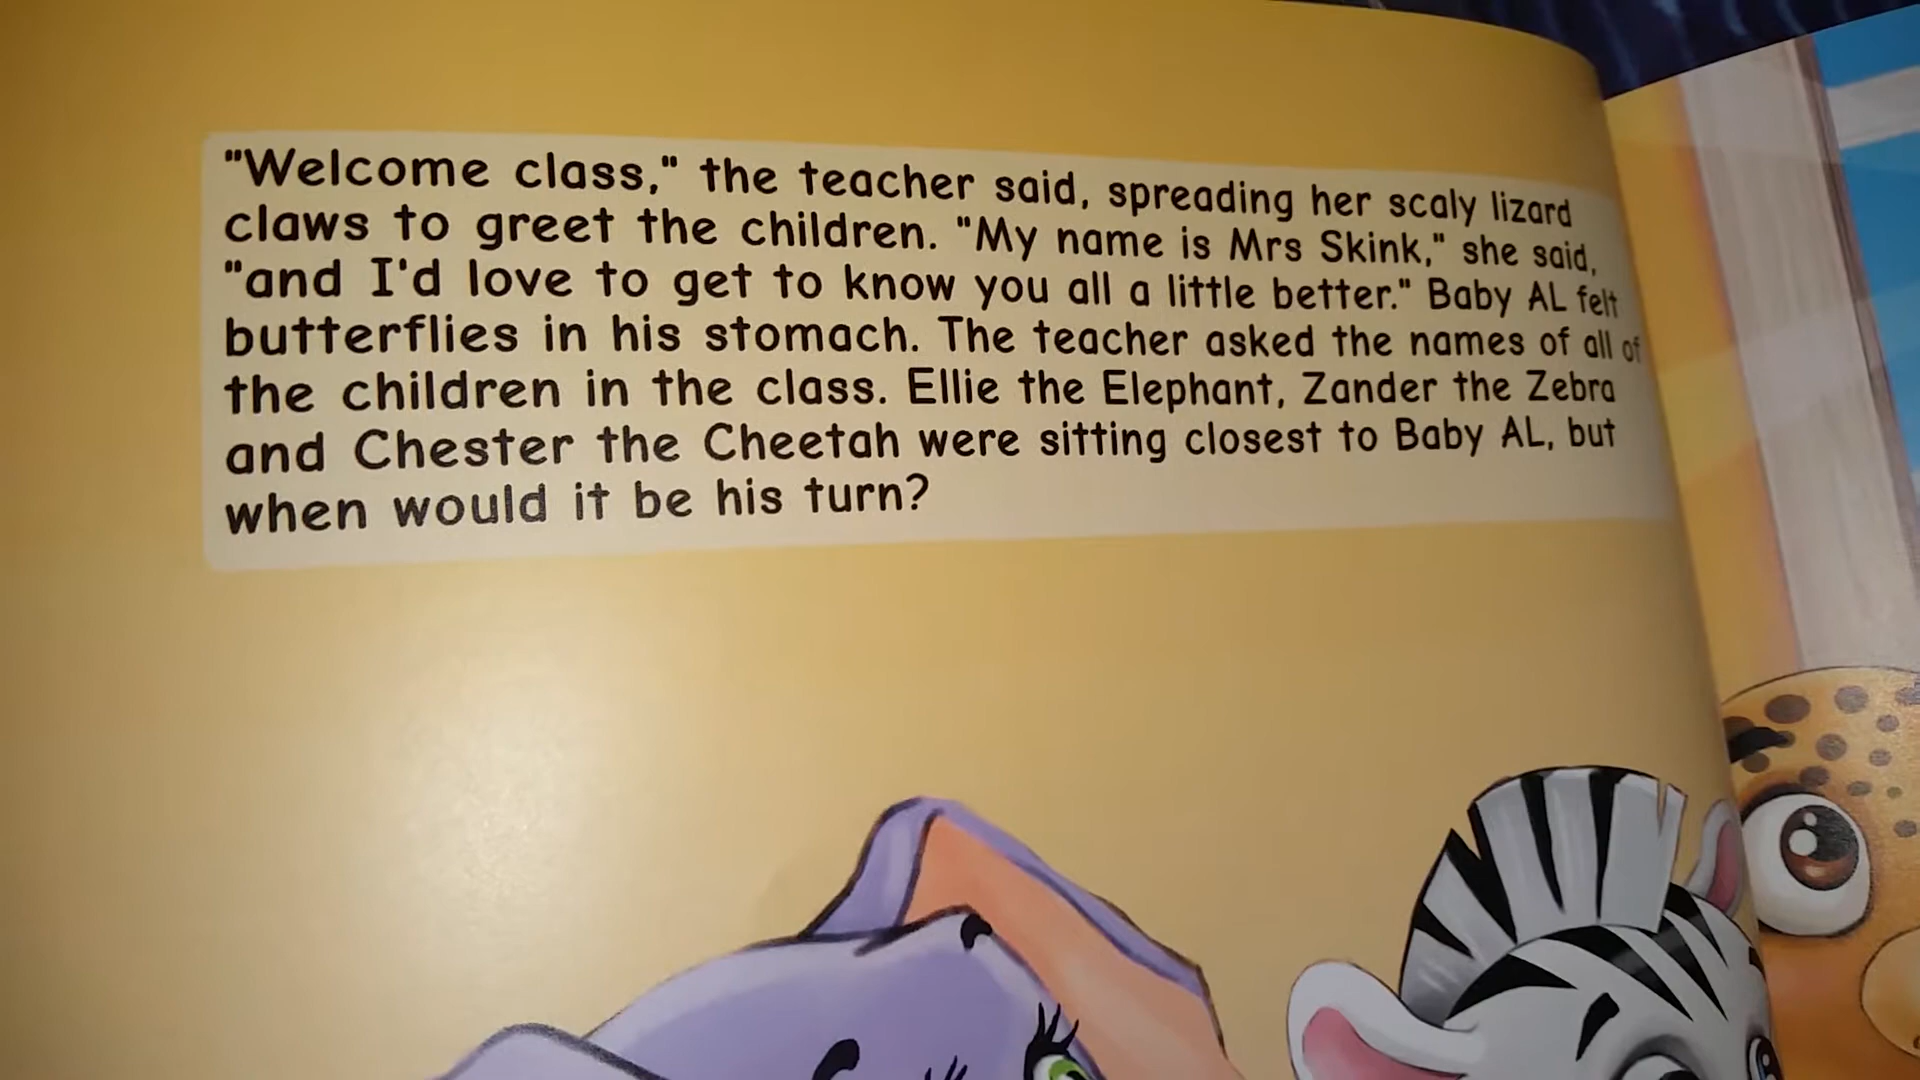 "Welcome class," the teacher said, spreading her scaly lizard
claws to greet the children. "My name is Mrs Skink," she said,
"and I'd love to get to know you all a little better." Baby AL felt
butterflies in his stomach. The teacher asked the names of all of
the children in the class. Ellie the Elephant, Zander the Zebra
and Chester the Cheetah were sitting closest to Baby AL, but
when would it be his turn?